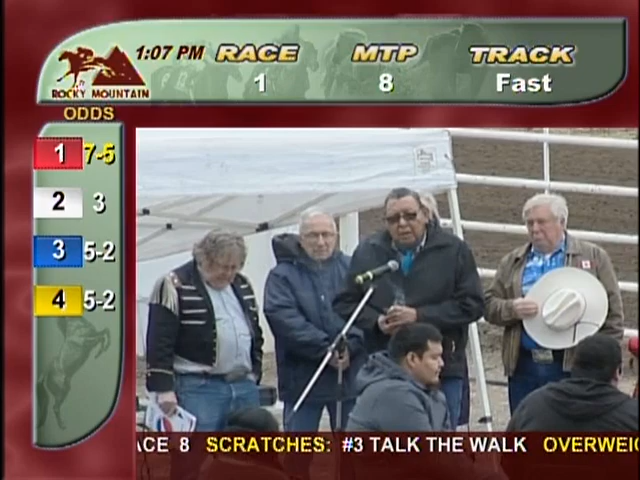 1:07 PM RACE MTP TRACK
ROCKY MOUNTAIN 1 8 Fast
ODDS
1 7-5
2 3
3 5-2
4 5-2
ACE 8 SCRATCHES: #3 TALK THE WALK OVERWEIG